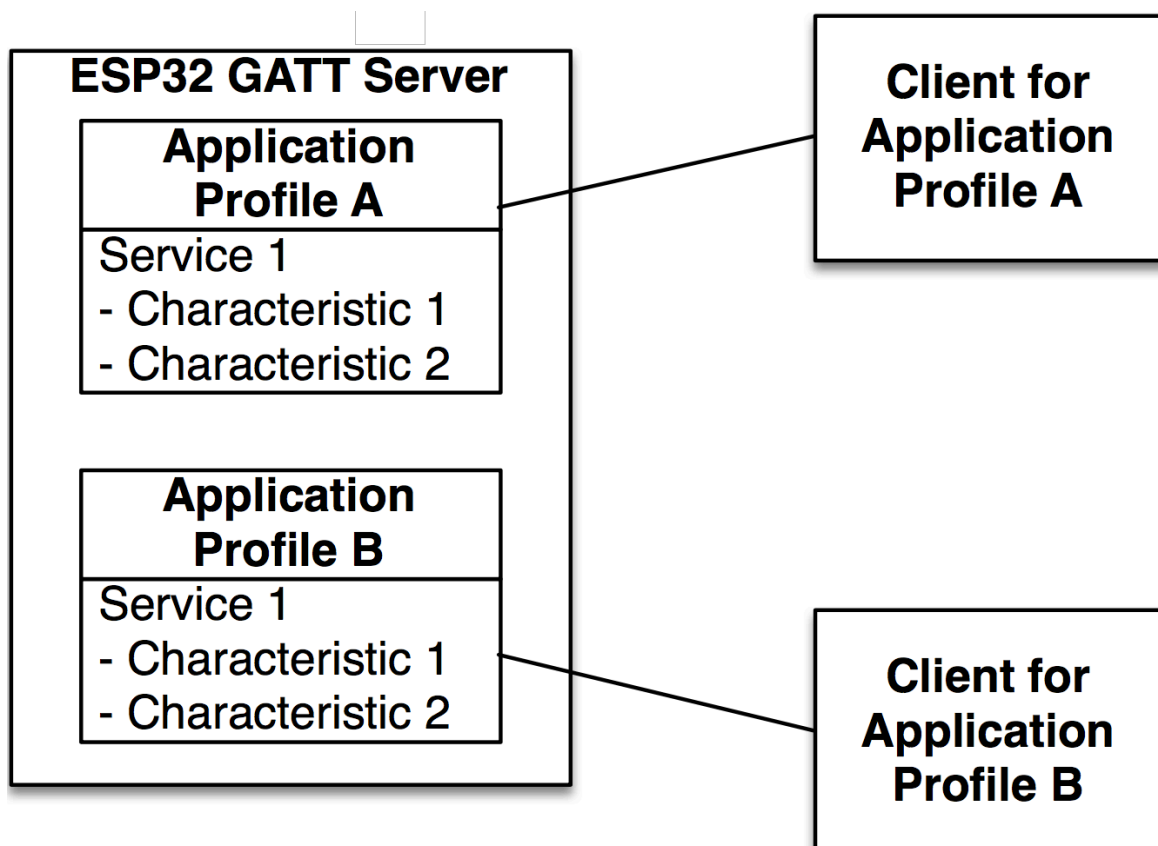 ESP32 GATT Server
Application
Profile A
Service 1
- Characteristic 1
- Characteristic 2
Application
Profile B
Service 1
- Characteristic 1
- Characteristic 2
Client for
Application
Profile A
Client for
Application
Profile B